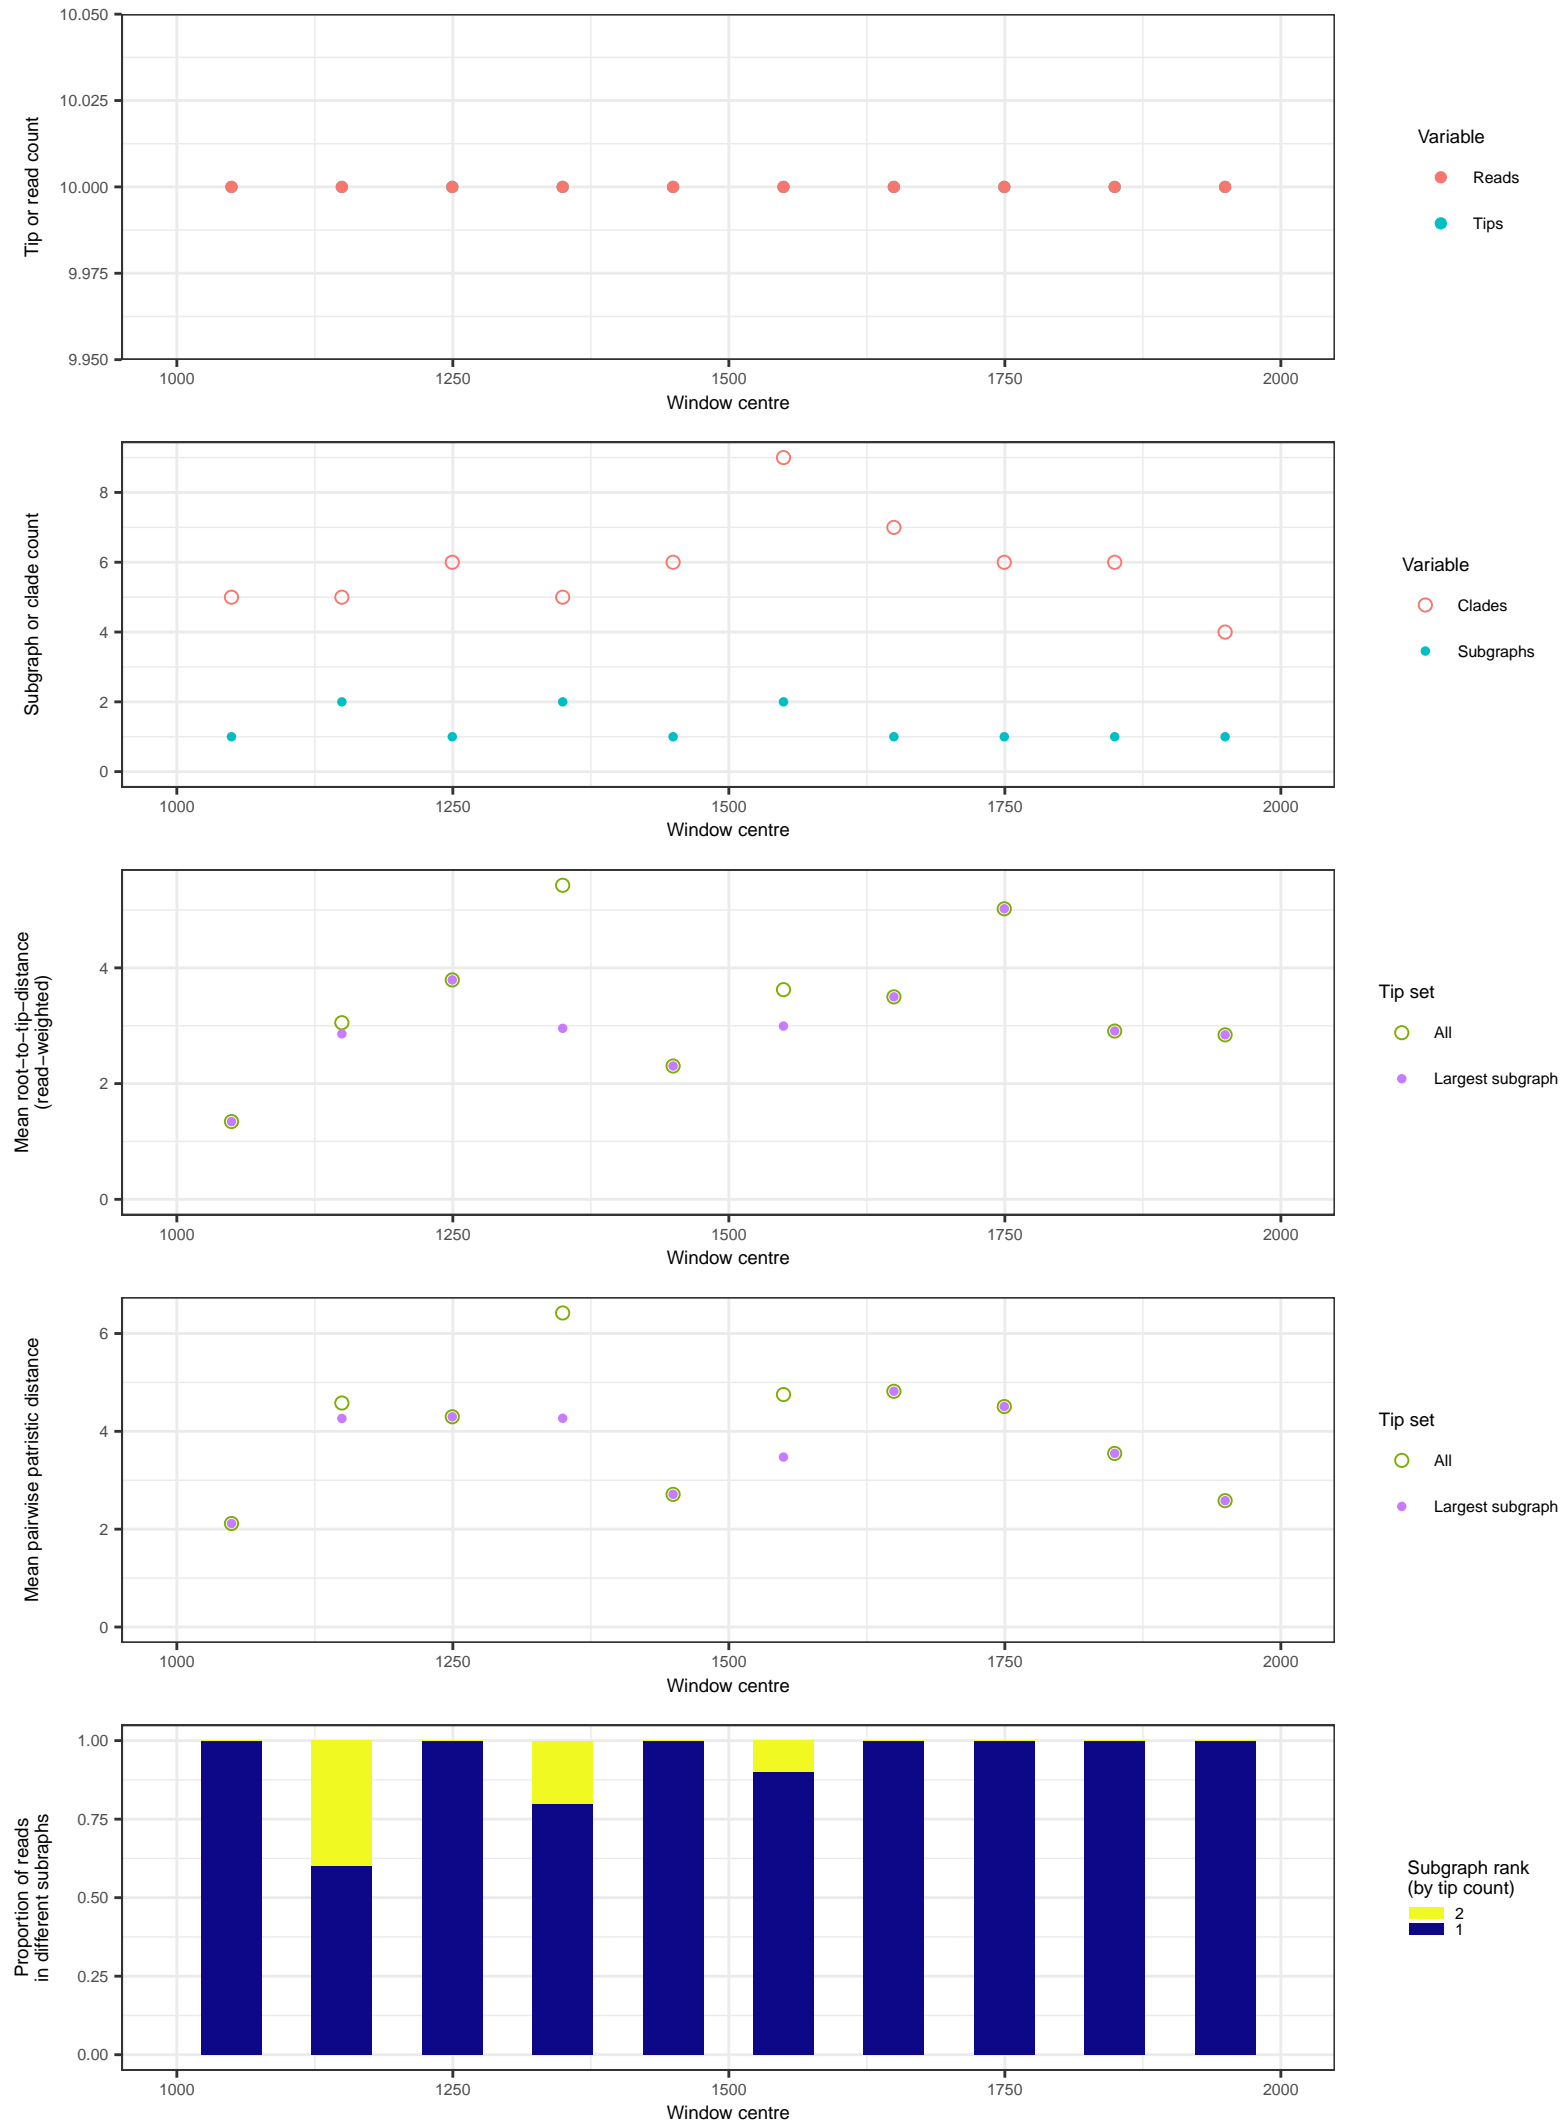 10.050
10.025
10.000
9.975
9.950
Tip or read count
1000 1250 1500 1750 2000
Window centre
Variable
Reads
Tips
8
6
4
2
0
Subgraph or clade count
1000 1250 1500 1750 2000
Window centre
Variable
Clades
Subgraphs
4
2
0
Mean root−to−tip−distance
(read−weighted)
1000 1250 1500 1750 2000
Window centre
Tip set
All
Largest subgraph
6
4
2
0
Mean pairwise patristic distance
1000 1250 1500 1750 2000
Window centre
Tip set
All
Largest subgraph
1.00
0.75
0.50
0.25
0.00
Proportion of reads
in different subraphs
1000 1250 1500 1750 2000
Window centre
Subgraph rank
(by tip count)
2
1